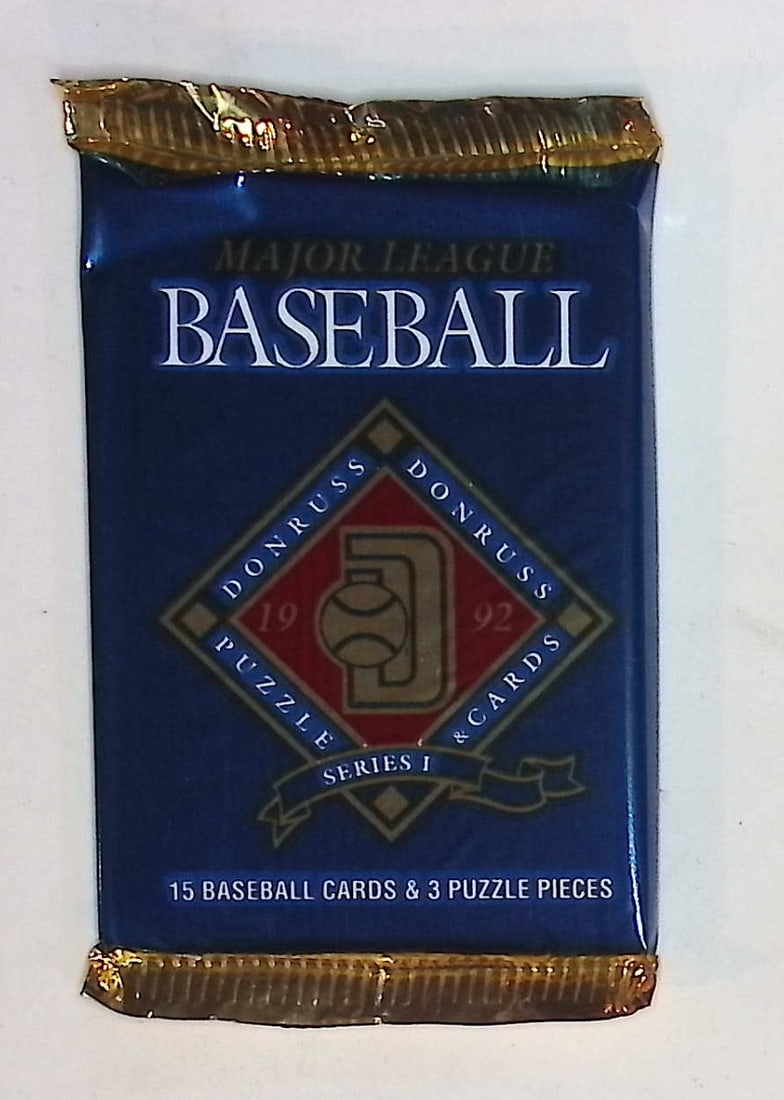 MAJOR LEAGUE
BASEBALL
DONRUSS
DONRUSS
19 92
PUZZLE
& CARDS
SERIES I
15 BASEBALL CARDS & 3 PUZZLE PIECES